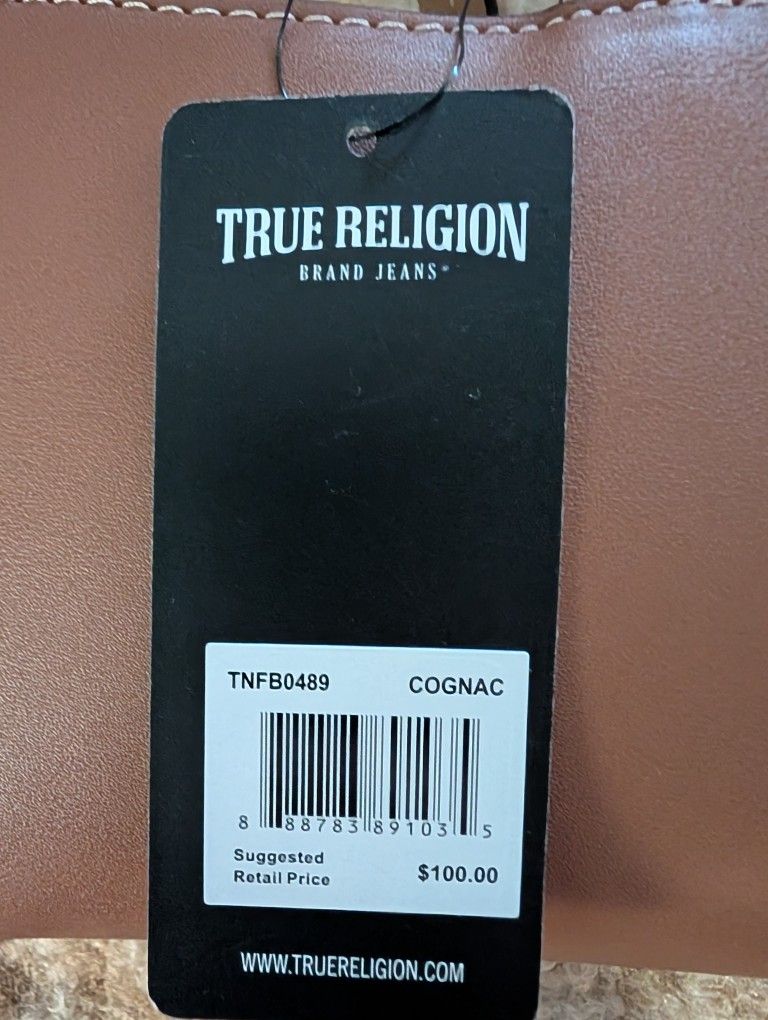 TRUE RELIGION
BRAND JEANS®
TNFB0489 COGNAC
8 88783 89103 5
Suggested
Retail Price $100.00
WWW.TRUERELIGION.COM